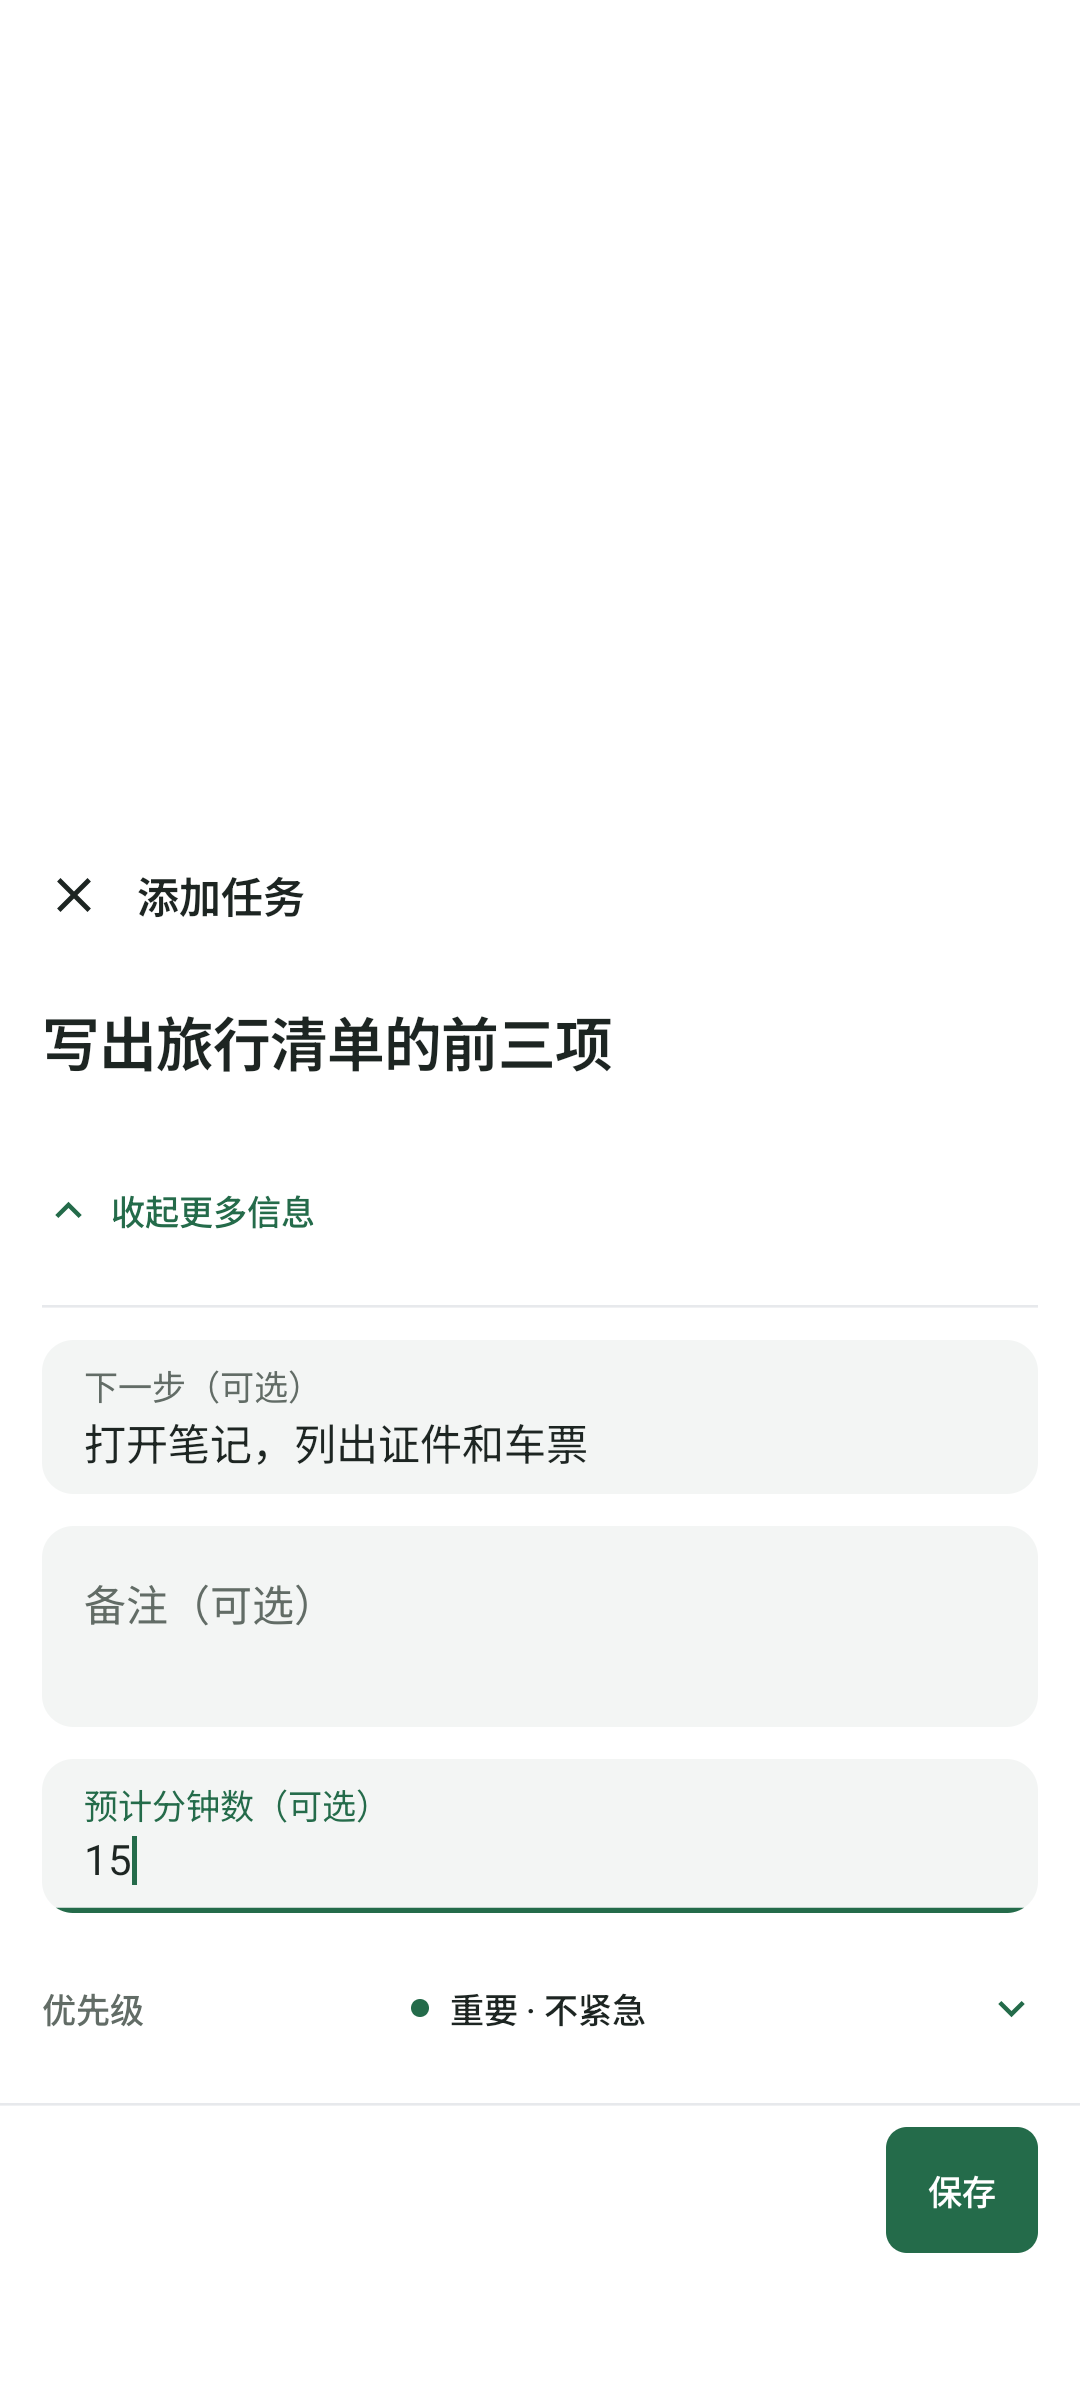 添加任务
写出旅行清单的前三项
收起更多信息
下一步（可选）
打开笔记，列出证件和车票
备注（可选）
预计分钟数（可选）
15
优先级
重要 · 不紧急
保存